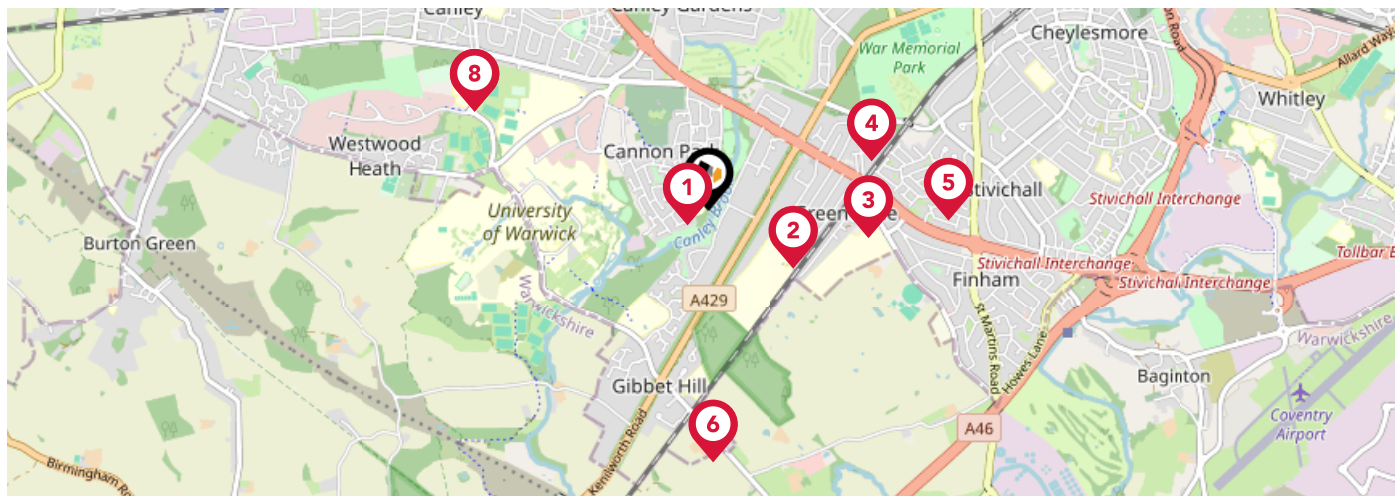 Canley
Canley Gardens
War Memorial
Park
Cheylesmore
Allard Way
Whitley
8
4
Westwood
Heath
Cannon Park
1
5
Stivichall
3
Stivichall Interchange
University
of Warwick
Canley Brook
2
Burton Green
Tollbar
Stivichall Interchange
Finham
Stivichall Interchange
A429
Warwickshire
St Martins Road
Howes Lane
Warwickshire
Gibbet Hill
Baginton
6
Coventry
Airport
A46
Kenilworth Road
Birmingham